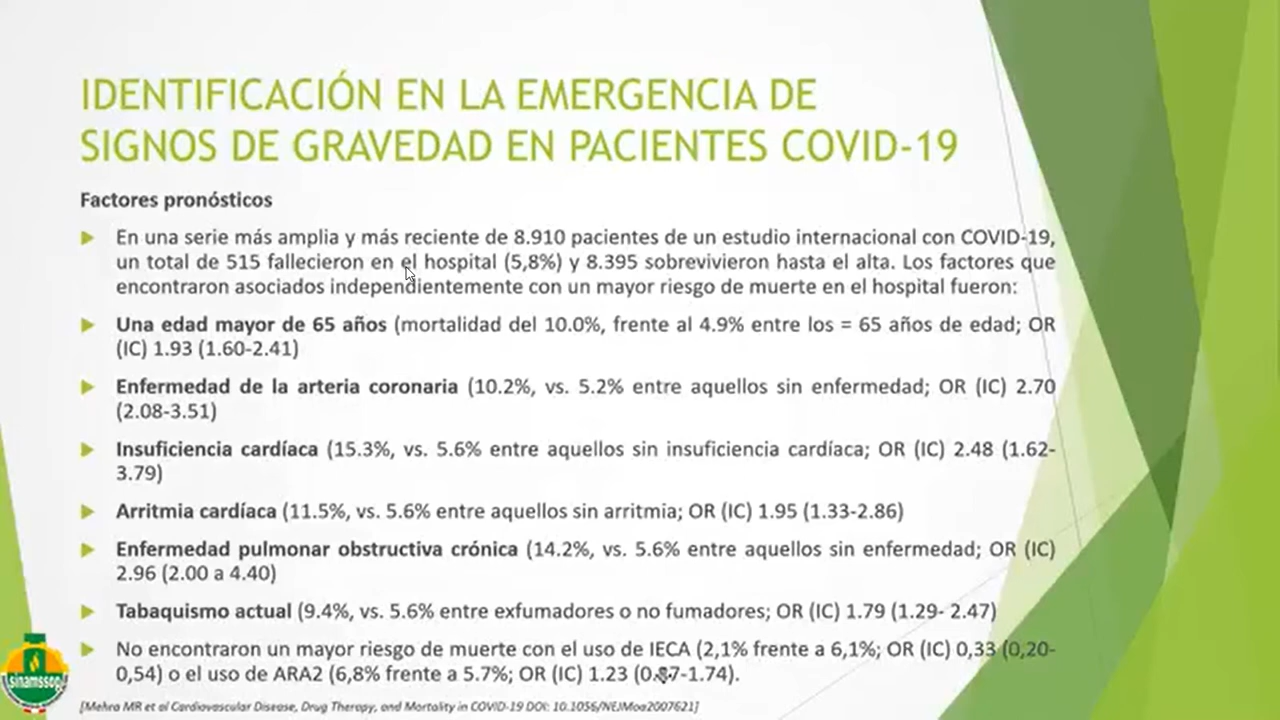 IDENTIFICACIÓN EN LA EMERGENCIA DE
SIGNOS DE GRAVEDAD EN PACIENTES COVID-19
Factores pronósticos
En una serie más amplia y más reciente de 8.910 pacientes de un estudio internacional con COVID-19,
un total de 515 fallecieron en el hospital (5,8%) y 8.395 sobrevivieron hasta el alta. Los factores que
encontraron asociados independientemente con un mayor riesgo de muerte en el hospital fueron:
Una edad mayor de 65 años (mortalidad del 10.0%, frente al 4.9% entre los = 65 años de edad; OR
(IC) 1.93 (1.60-2.41)
Enfermedad de la arteria coronaria (10.2%, vs. 5.2% entre aquellos sin enfermedad; OR (IC) 2.70
(2.08-3.51)
Insuficiencia cardíaca (15.3%, vs. 5.6% entre aquellos sin insuficiencia cardíaca; OR (IC) 2.48 (1.62-
3.79)
Arritmia cardíaca (11.5%, vs. 5.6% entre aquellos sin arritmia; OR (IC) 1.95 (1.33-2.86)
Enfermedad pulmonar obstructiva crónica (14.2%, vs. 5.6% entre aquellos sin enfermedad; OR (IC)
2.96 (2.00 a 4.40)
Tabaquismo actual (9.4%, vs. 5.6% entre exfumadores o no fumadores; OR (IC) 1.79 (1.29- 2.47)
No encontraron un mayor riesgo de muerte con el uso de IECA (2,1% frente a 6,1%; OR (IC) 0,33 (0,20-
0,54) o el uso de ARA2 (6,8% frente a 5.7%; OR (IC) 1.23 (0.87-1.74).
[Mehra MR et al Cardiovascular Disease, Drug Therapy, and Mortality in COVID-19 DOI: 10.1056/NEJMoa2007621]
sinamssop